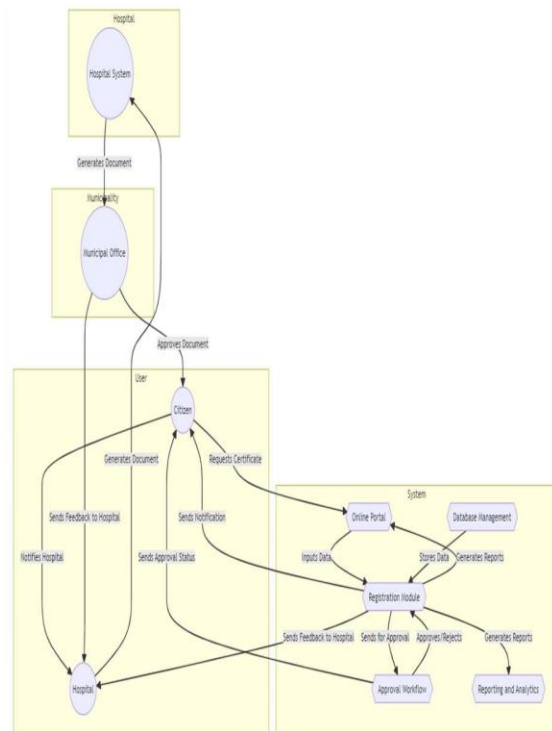 Hospital
Hospital System
Generates Document
Municipality
Municipal Office
Approves Document
User
Citizen
Generates Document
Requests Certificate
System
Online Portal
Database Management
Sends Feedback to Hospital
Sends Notification
Notifies Hospital
Sends Approval Status
Inputs Data
Stores Data
Generates Reports
Registration Module
Sends Feedback to Hospital
Sends for Approval
Approves/Rejects
Generates Reports
Hospital
Approval Workflow
Reporting and Analytics